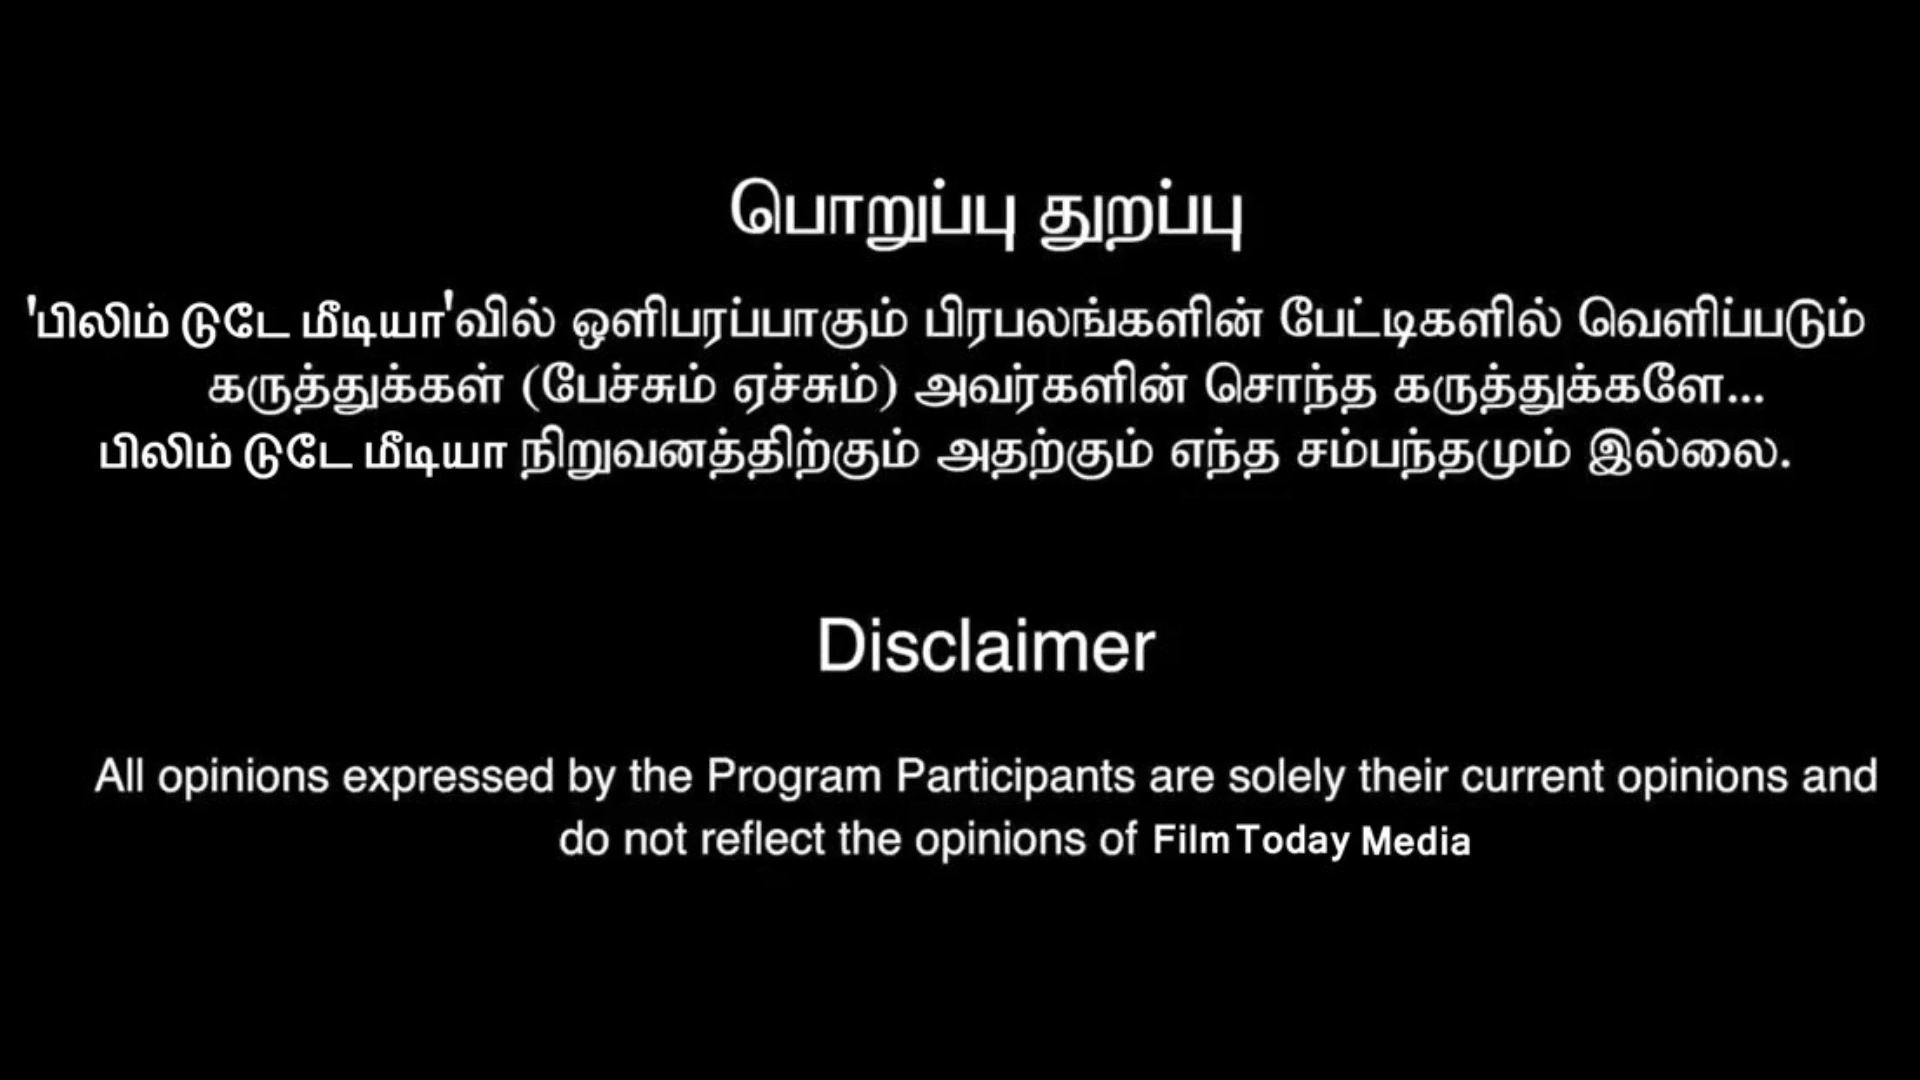 பொறுப்பு துறப்பு
'பிலிம் டுடே மீடியா'வில் ஒளிபரப்பாகும் பிரபலங்களின் பேட்டிகளில் வெளிப்படும்
கருத்துக்கள் (பேச்சும் ஏச்சும்) அவர்களின் சொந்த கருத்துக்களே...
பிலிம் டுடே மீடியா நிறுவனத்திற்கும் அதற்கும் எந்த சம்பந்தமும் இல்லை.
Disclaimer
All opinions expressed by the Program Participants are solely their current opinions and
do not reflect the opinions of Film Today Media